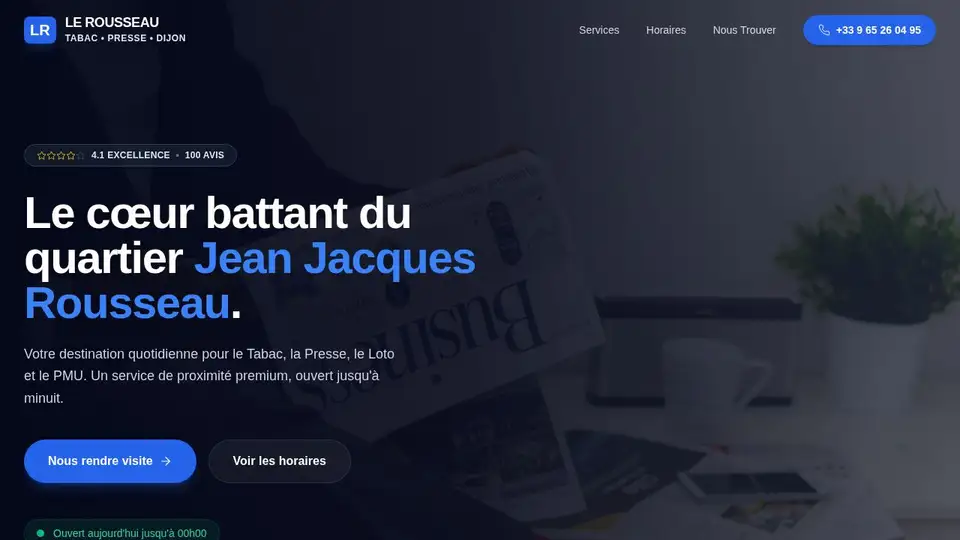 LR
LE ROUSSEAU
TABAC • PRESSE • DIJON
Services
Horaires
Nous Trouver
+33 9 65 26 04 95
4.1 EXCELLENCE • 100 AVIS
Le cœur battant du
quartier Jean Jacques
Rousseau.
Business
Votre destination quotidienne pour le Tabac, la Presse, le Loto
et le PMU. Un service de proximité premium, ouvert jusqu'à
minuit.
Nous rendre visite
Voir les horaires
Ouvert aujourd'hui jusqu'à 00h00